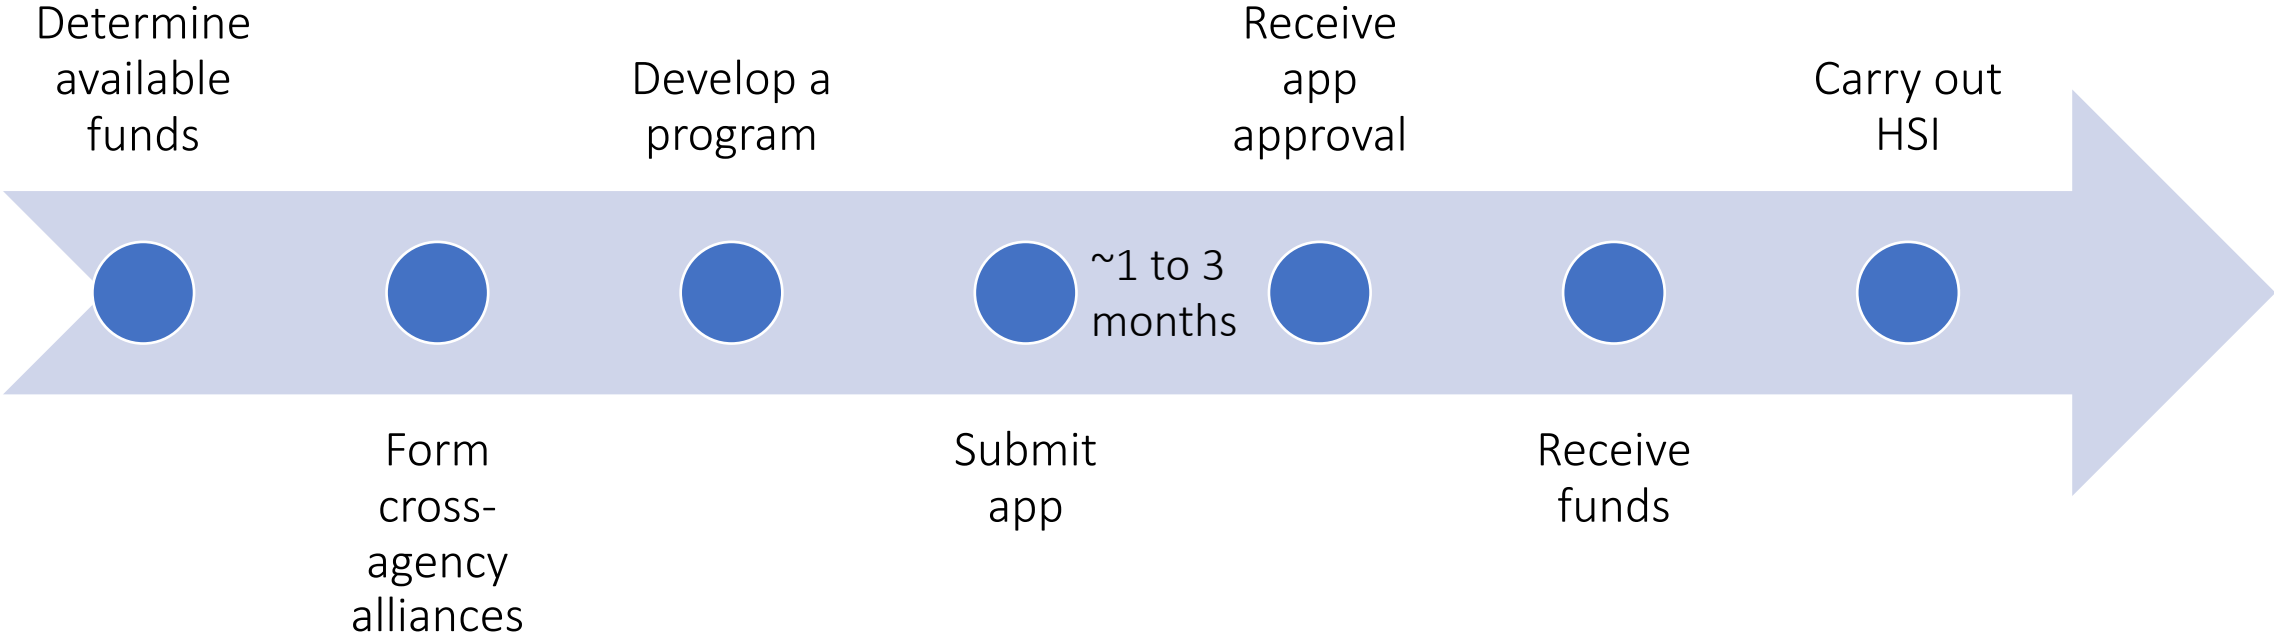 Determine
available
funds
Form
cross-
agency
alliances
Develop a
program
Submit
app
~1 to 3
months
Receive
app
approval
Receive
funds
Carry out
HSI